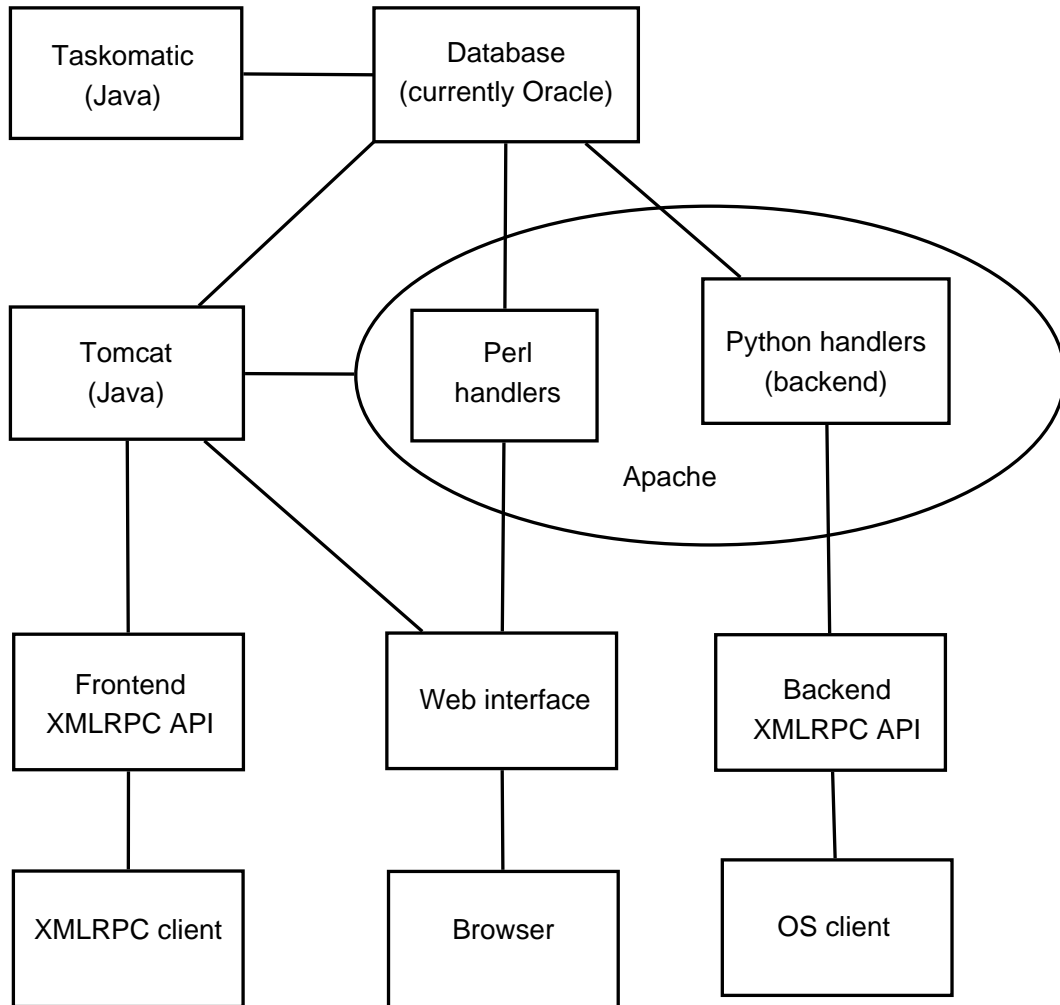 Taskomatic
(Java)
Database
(currently Oracle)
Tomcat
(Java)
Perl
handlers
Python handlers
(backend)
Apache
Frontend
XMLRPC API
Web interface
Backend
XMLRPC API
XMLRPC client
Browser
OS client